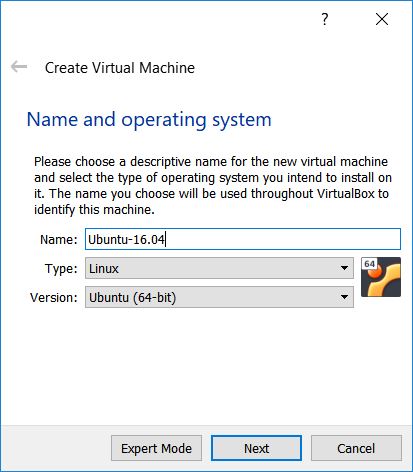 ?
Create Virtual Machine
Name and operating system
Please choose a descriptive name for the new virtual machine
and select the type of operating system you intend to install on
it. The name you choose will be used throughout VirtualBox to
identify this machine.
Name: Ubuntu-16.04
Type: Linux
64
Version: Ubuntu (64-bit)
Expert Mode Next Cancel